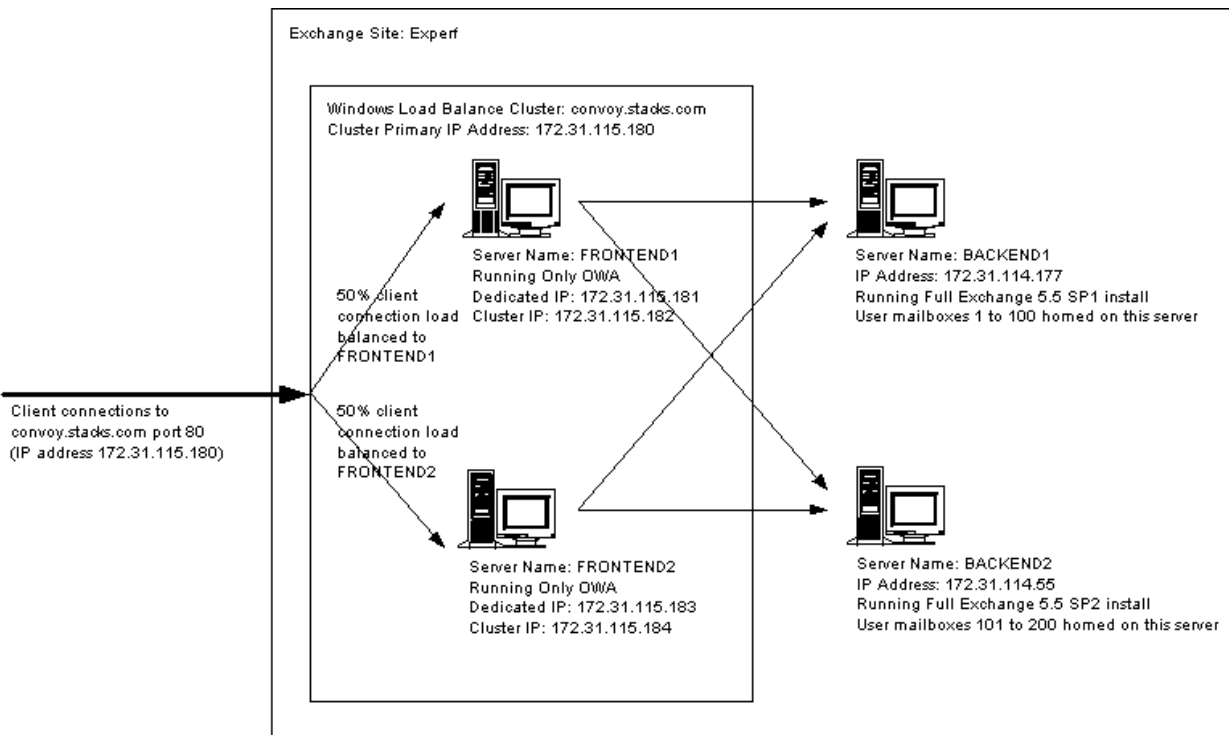 Exchange Site: Experf
Windows Load Balance Cluster: convoy.stacks.com
Cluster Primary IP Address: 172.31.115.180
Server Name: FRONTEND1
Running Only OWA
Dedicated IP: 172.31.115.181
Cluster IP: 172.31.115.182
Server Name: BACKEND1
IP Address: 172.31.114.177
Running Full Exchange 5.5 SP1 install
User mailboxes 1 to 100 homed on this server
50% client
connection load
balanced to
FRONTEND1
Client connections to
convoy.stacks.com port 80
(IP address 172.31.115.180)
50% client
connection load
balanced to
FRONTEND2
Server Name: FRONTEND2
Running Only OWA
Dedicated IP: 172.31.115.183
Cluster IP: 172.31.115.184
Server Name: BACKEND2
IP Address: 172.31.114.55
Running Full Exchange 5.5 SP2 install
User mailboxes 101 to 200 homed on this server